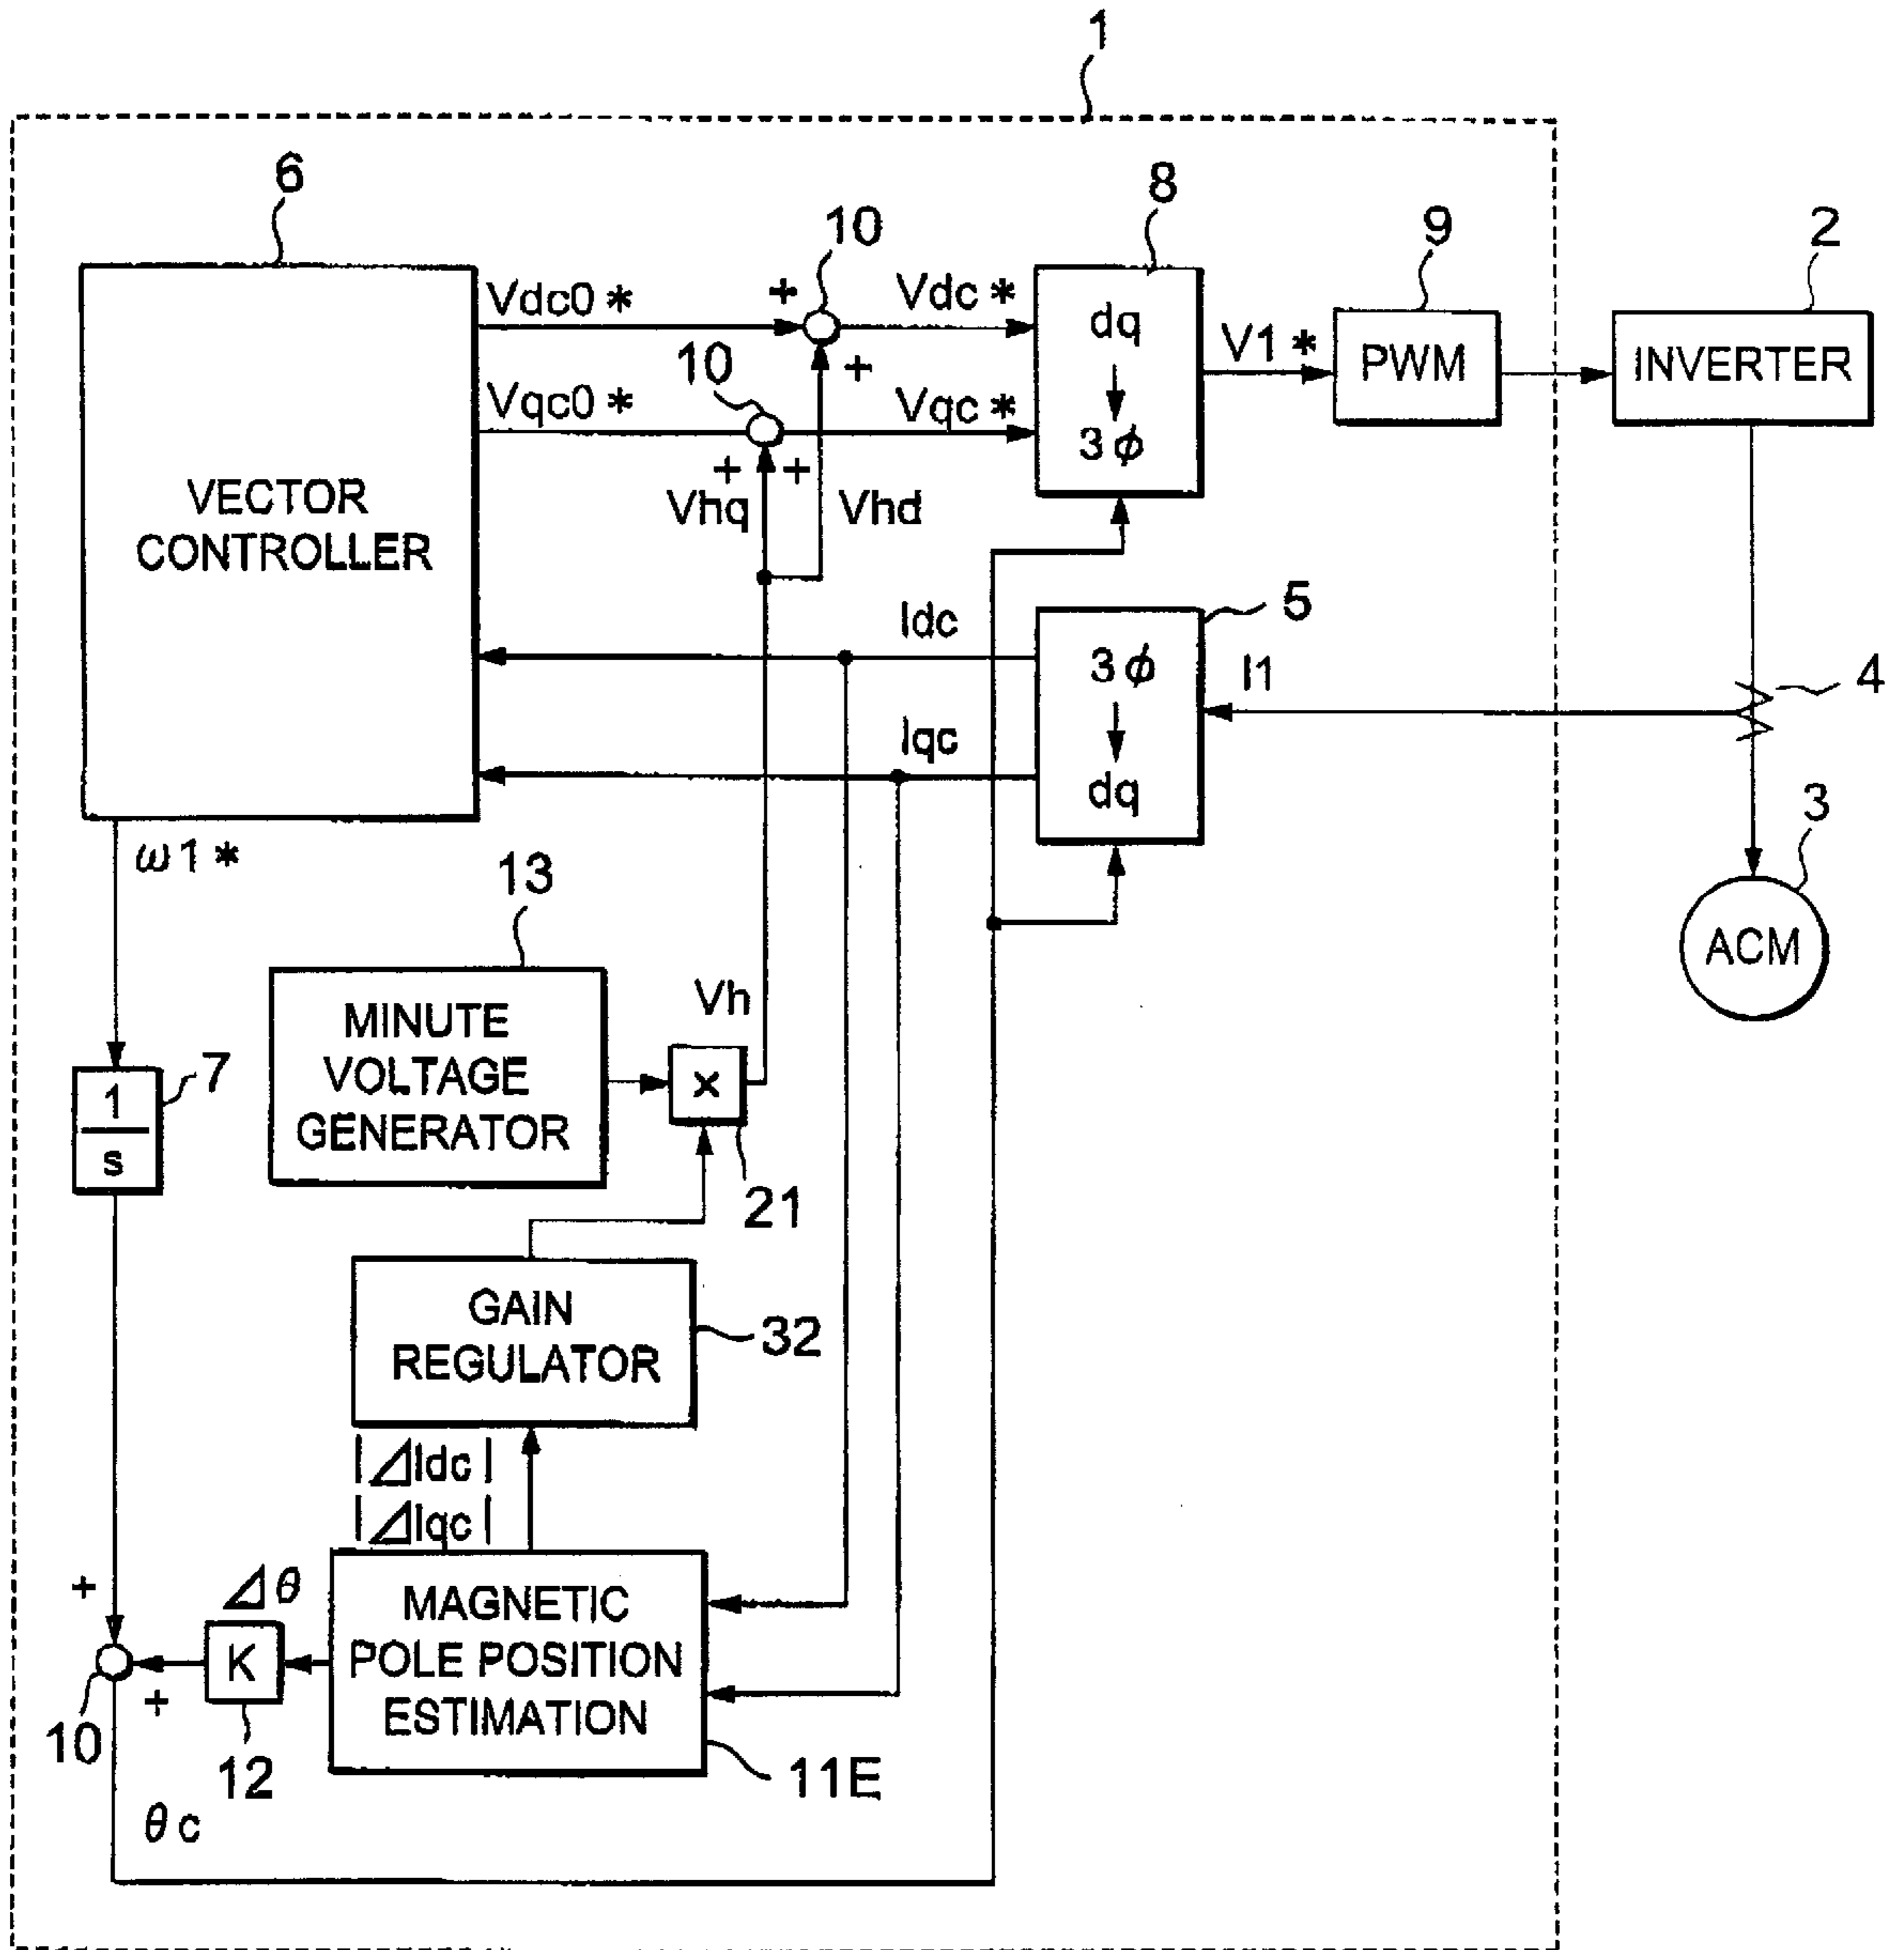 1
6
10
8
9
2
Vdc0*
+
Vdc*
dq
V1*
PWM
INVERTER
10
+
Vqc0*
Vqc*
3φ
+
+
VECTOR
CONTROLLER
Vhq
Vhd
5
Idc
3φ
I1
4
Iqc
dq
3
ω1*
13
ACM
MINUTE
VOLTAGE
GENERATOR
Vh
×
7
1
s
21
GAIN
REGULATOR
32
|⊿Idc|
|⊿Iqc|
+
⊿θ
MAGNETIC
POLE POSITION
ESTIMATION
K
+
10
12
11E
θc